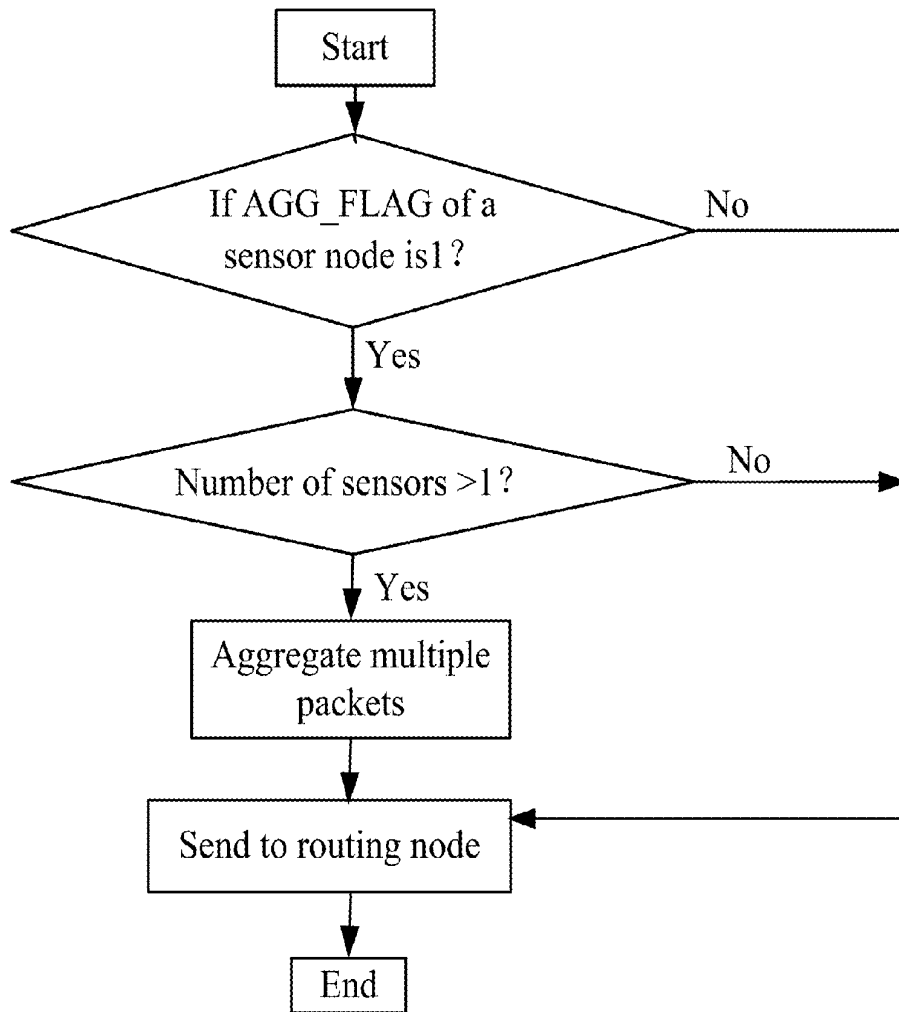 Start
If AGG_FLAG of a
sensor node is1?
No
Yes
Number of sensors >1?
No
Yes
Aggregate multiple
packets
Send to routing node
End